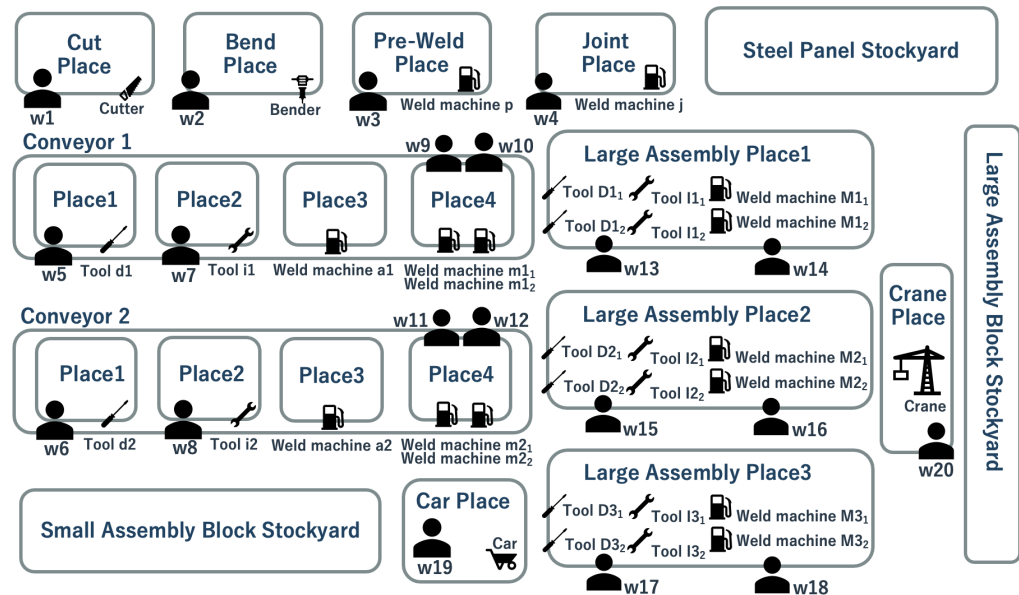 Cut
Place
w1
Cutter
Bend
Place
w2
Bender
Pre-Weld
Place
w3
Weld machine p
Joint
Place
w4
Weld machine j
Steel Panel Stockyard
Conveyor 1
w9
w10
Place1
w5
Tool d1
Place2
w7
Tool i1
Place3
Weld machine a1
Place4
Weld machine m1₁
Weld machine m1₂
Large Assembly Place1
Tool D1₁
Tool I1₁
Weld machine M1₁
Tool D1₂
Tool I1₂
Weld machine M1₂
w13
w14
Conveyor 2
w11
w12
Place1
w6
Tool d2
Place2
w8
Tool i2
Place3
Weld machine a2
Place4
Weld machine m2₁
Weld machine m2₂
Large Assembly Place2
Tool D2₁
Tool I2₁
Weld machine M2₁
Tool D2₂
Tool I2₂
Weld machine M2₂
w15
w16
Crane
Place
Crane
w20
Large Assembly Block Stockyard
Small Assembly Block Stockyard
Car Place
w19
Car
Large Assembly Place3
Tool D3₁
Tool I3₁
Weld machine M3₁
Tool D3₂
Tool I3₂
Weld machine M3₂
w17
w18